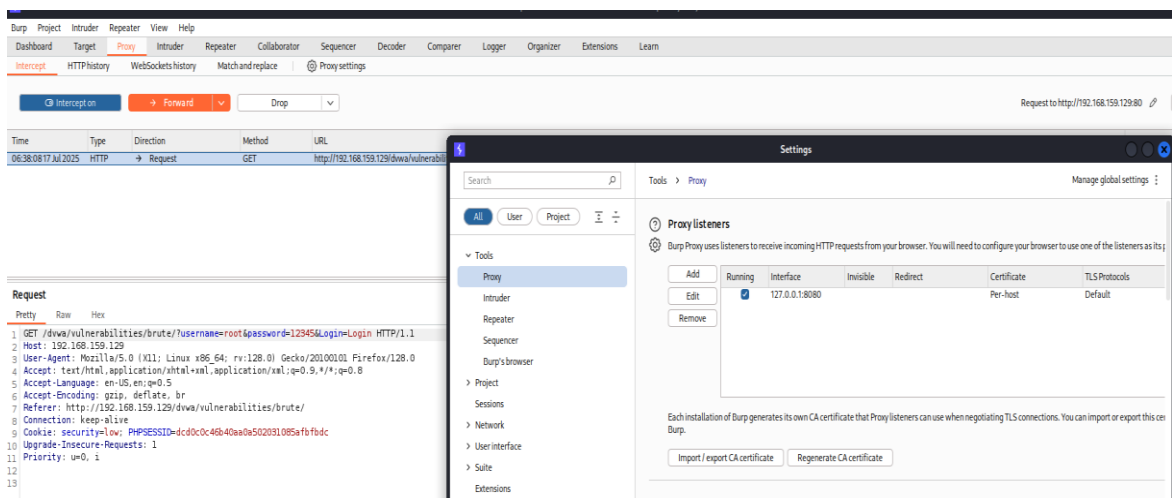 Burp Project Intruder Repeater View Help
Dashboard Target Proxy Intruder Repeater Collaborator Sequencer Decoder Comparer Logger Organizer Extensions Learn
Intercept HTTP history WebSockets history Match and replace Proxy settings
Intercept on Forward Drop Request to http://192.168.159.129:80
Time Type Direction Method URL
06:38:08 17 Jul 2025 HTTP → Request GET http://192.168.159.129/dvwa/vulnerabili
Request
Pretty Raw Hex
1 GET /dvwa/vulnerabilities/brute/?username=root&password=12345&Login=Login HTTP/1.1
2 Host: 192.168.159.129
3 User-Agent: Mozilla/5.0 (X11; Linux x86_64; rv:128.0) Gecko/20100101 Firefox/128.0
4 Accept: text/html,application/xhtml+xml,application/xml;q=0.9,*/*;q=0.8
5 Accept-Language: en-US,en;q=0.5
6 Accept-Encoding: gzip, deflate, br
7 Referer: http://192.168.159.129/dvwa/vulnerabilities/brute/
8 Connection: keep-alive
9 Cookie: security=low; PHPSESSID=dcd0c0c46b40aa0a502031085afbfbdc
10 Upgrade-Insecure-Requests: 1
11 Priority: u=0, i
12
13
Settings
Search
All User Project
Tools
Proxy
Intruder
Repeater
Sequencer
Burp's browser
Project
Sessions
Network
User interface
Suite
Extensions
Tools > Proxy Manage global settings
Proxy listeners
Burp Proxy uses listeners to receive incoming HTTP requests from your browser. You will need to configure your browser to use one of the listeners as its p
Add Running Interface Invisible Redirect Certificate TLS Protocols
Edit 127.0.0.1:8080 Per-host Default
Remove
Each installation of Burp generates its own CA certificate that Proxy listeners can use when negotiating TLS connections. You can import or export this cer
Burp.
Import / export CA certificate Regenerate CA certificate